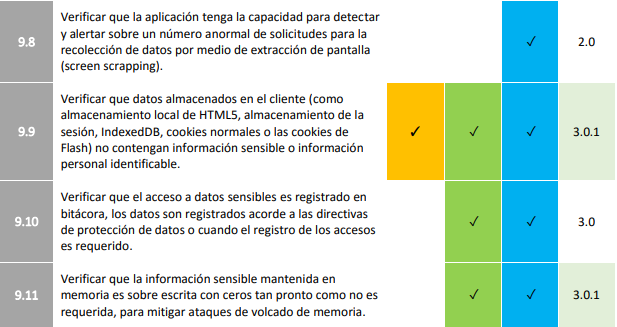 9.8
Verificar que la aplicación tenga la capacidad para detectar
y alertar sobre un número anormal de solicitudes para la
recolección de datos por medio de extracción de pantalla
(screen scrapping).
✓
2.0
9.9
Verificar que datos almacenados en el cliente (como
almacenamiento local de HTML5, almacenamiento de la
sesión, IndexedDB, cookies normales o las cookies de
Flash) no contengan información sensible o información
personal identificable.
✓ ✓ ✓
3.0.1
9.10
Verificar que el acceso a datos sensibles es registrado en
bitácora, los datos son registrados acorde a las directivas
de protección de datos o cuando el registro de los accesos
es requerido.
✓ ✓
3.0
9.11
Verificar que la información sensible mantenida en
memoria es sobre escrita con ceros tan pronto como no es
requerida, para mitigar ataques de volcado de memoria.
✓ ✓
3.0.1